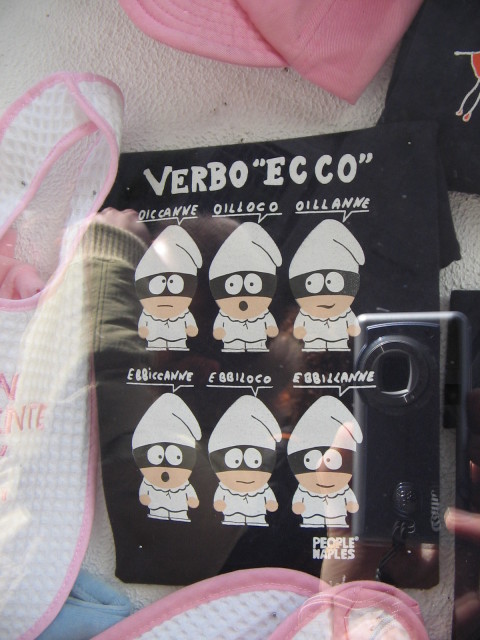 VERBO "ECCO"
OICCANNE OILLOCO OILLANNE
EBBICCANNE EBBILOCO EBBILLANNE
PEOPLE
NAPLES